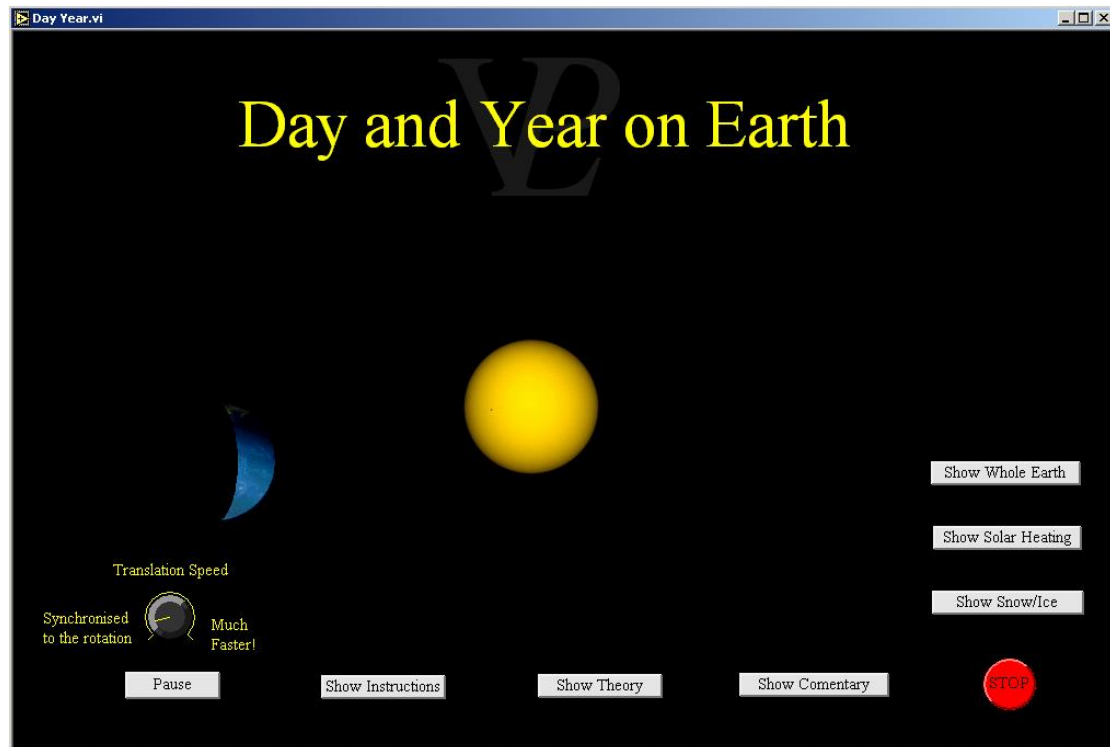 Day Year.vi
VPL
Day and Year on Earth
Show Whole Earth
Show Solar Heating
Translation Speed
Show Snow/Ice
Synchronised
to the rotation
Much
Faster!
Pause
Show Instructions
Show Theory
Show Comentary
STOP